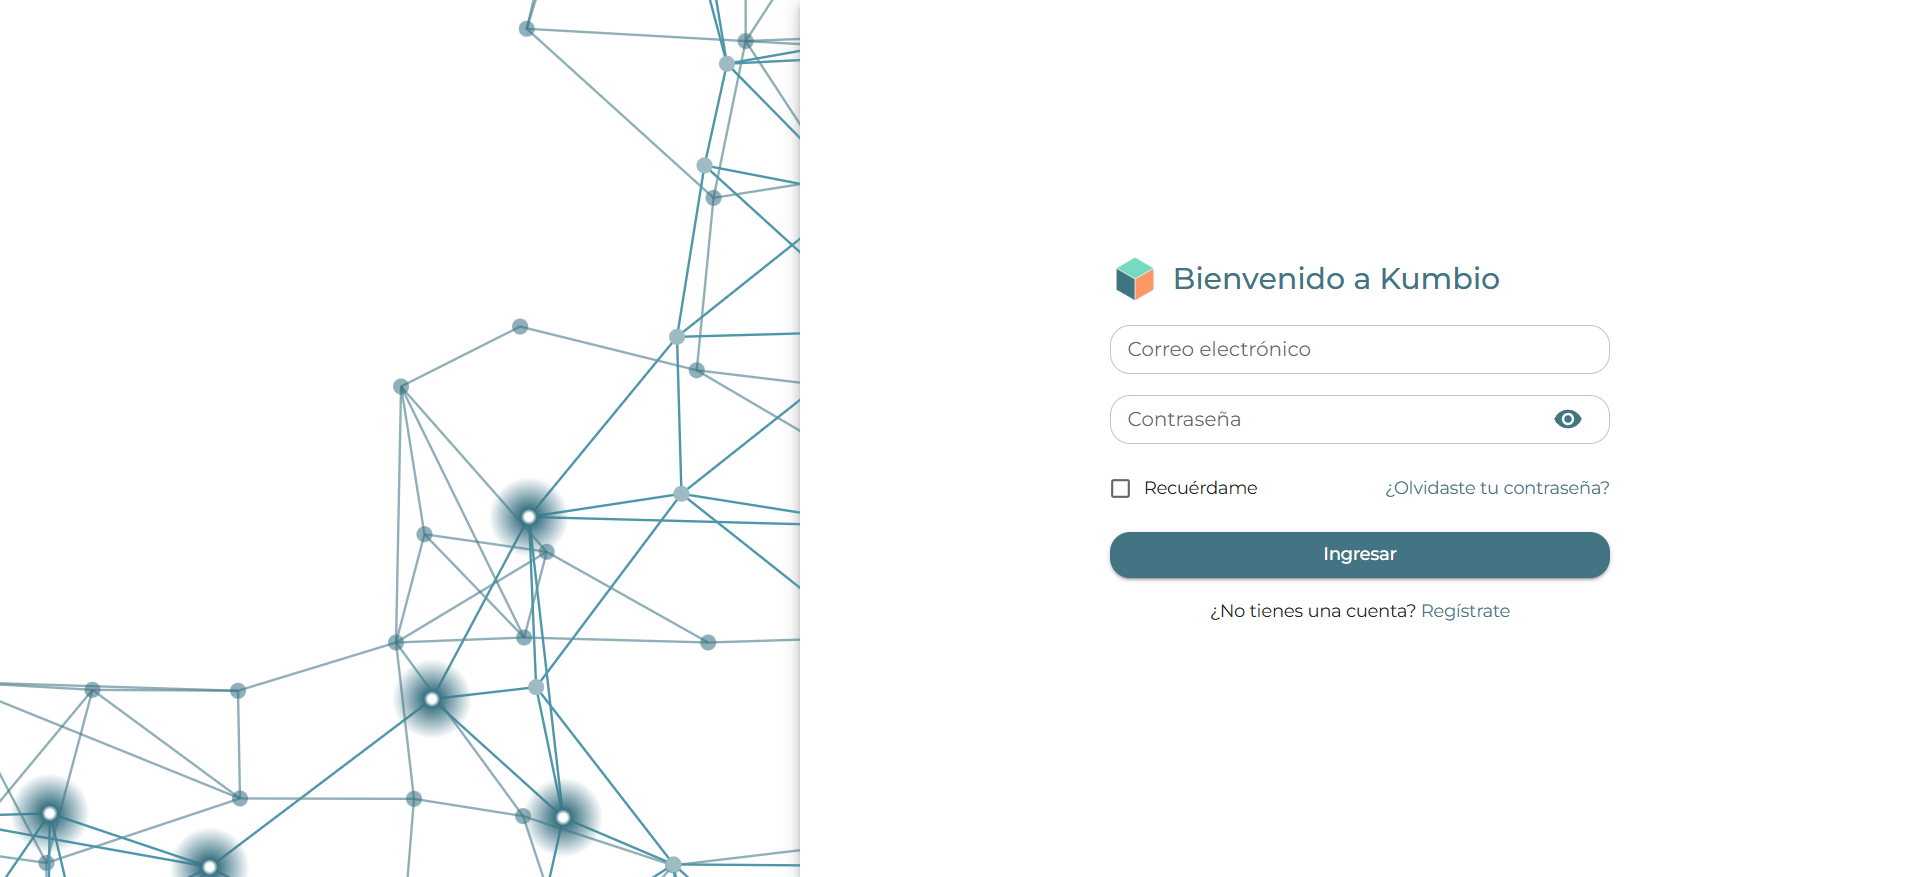 Bienvenido a Kumbio
Correo electrónico
Contraseña
Recuérdame
¿Olvidaste tu contraseña?
Ingresar
¿No tienes una cuenta? Regístrate